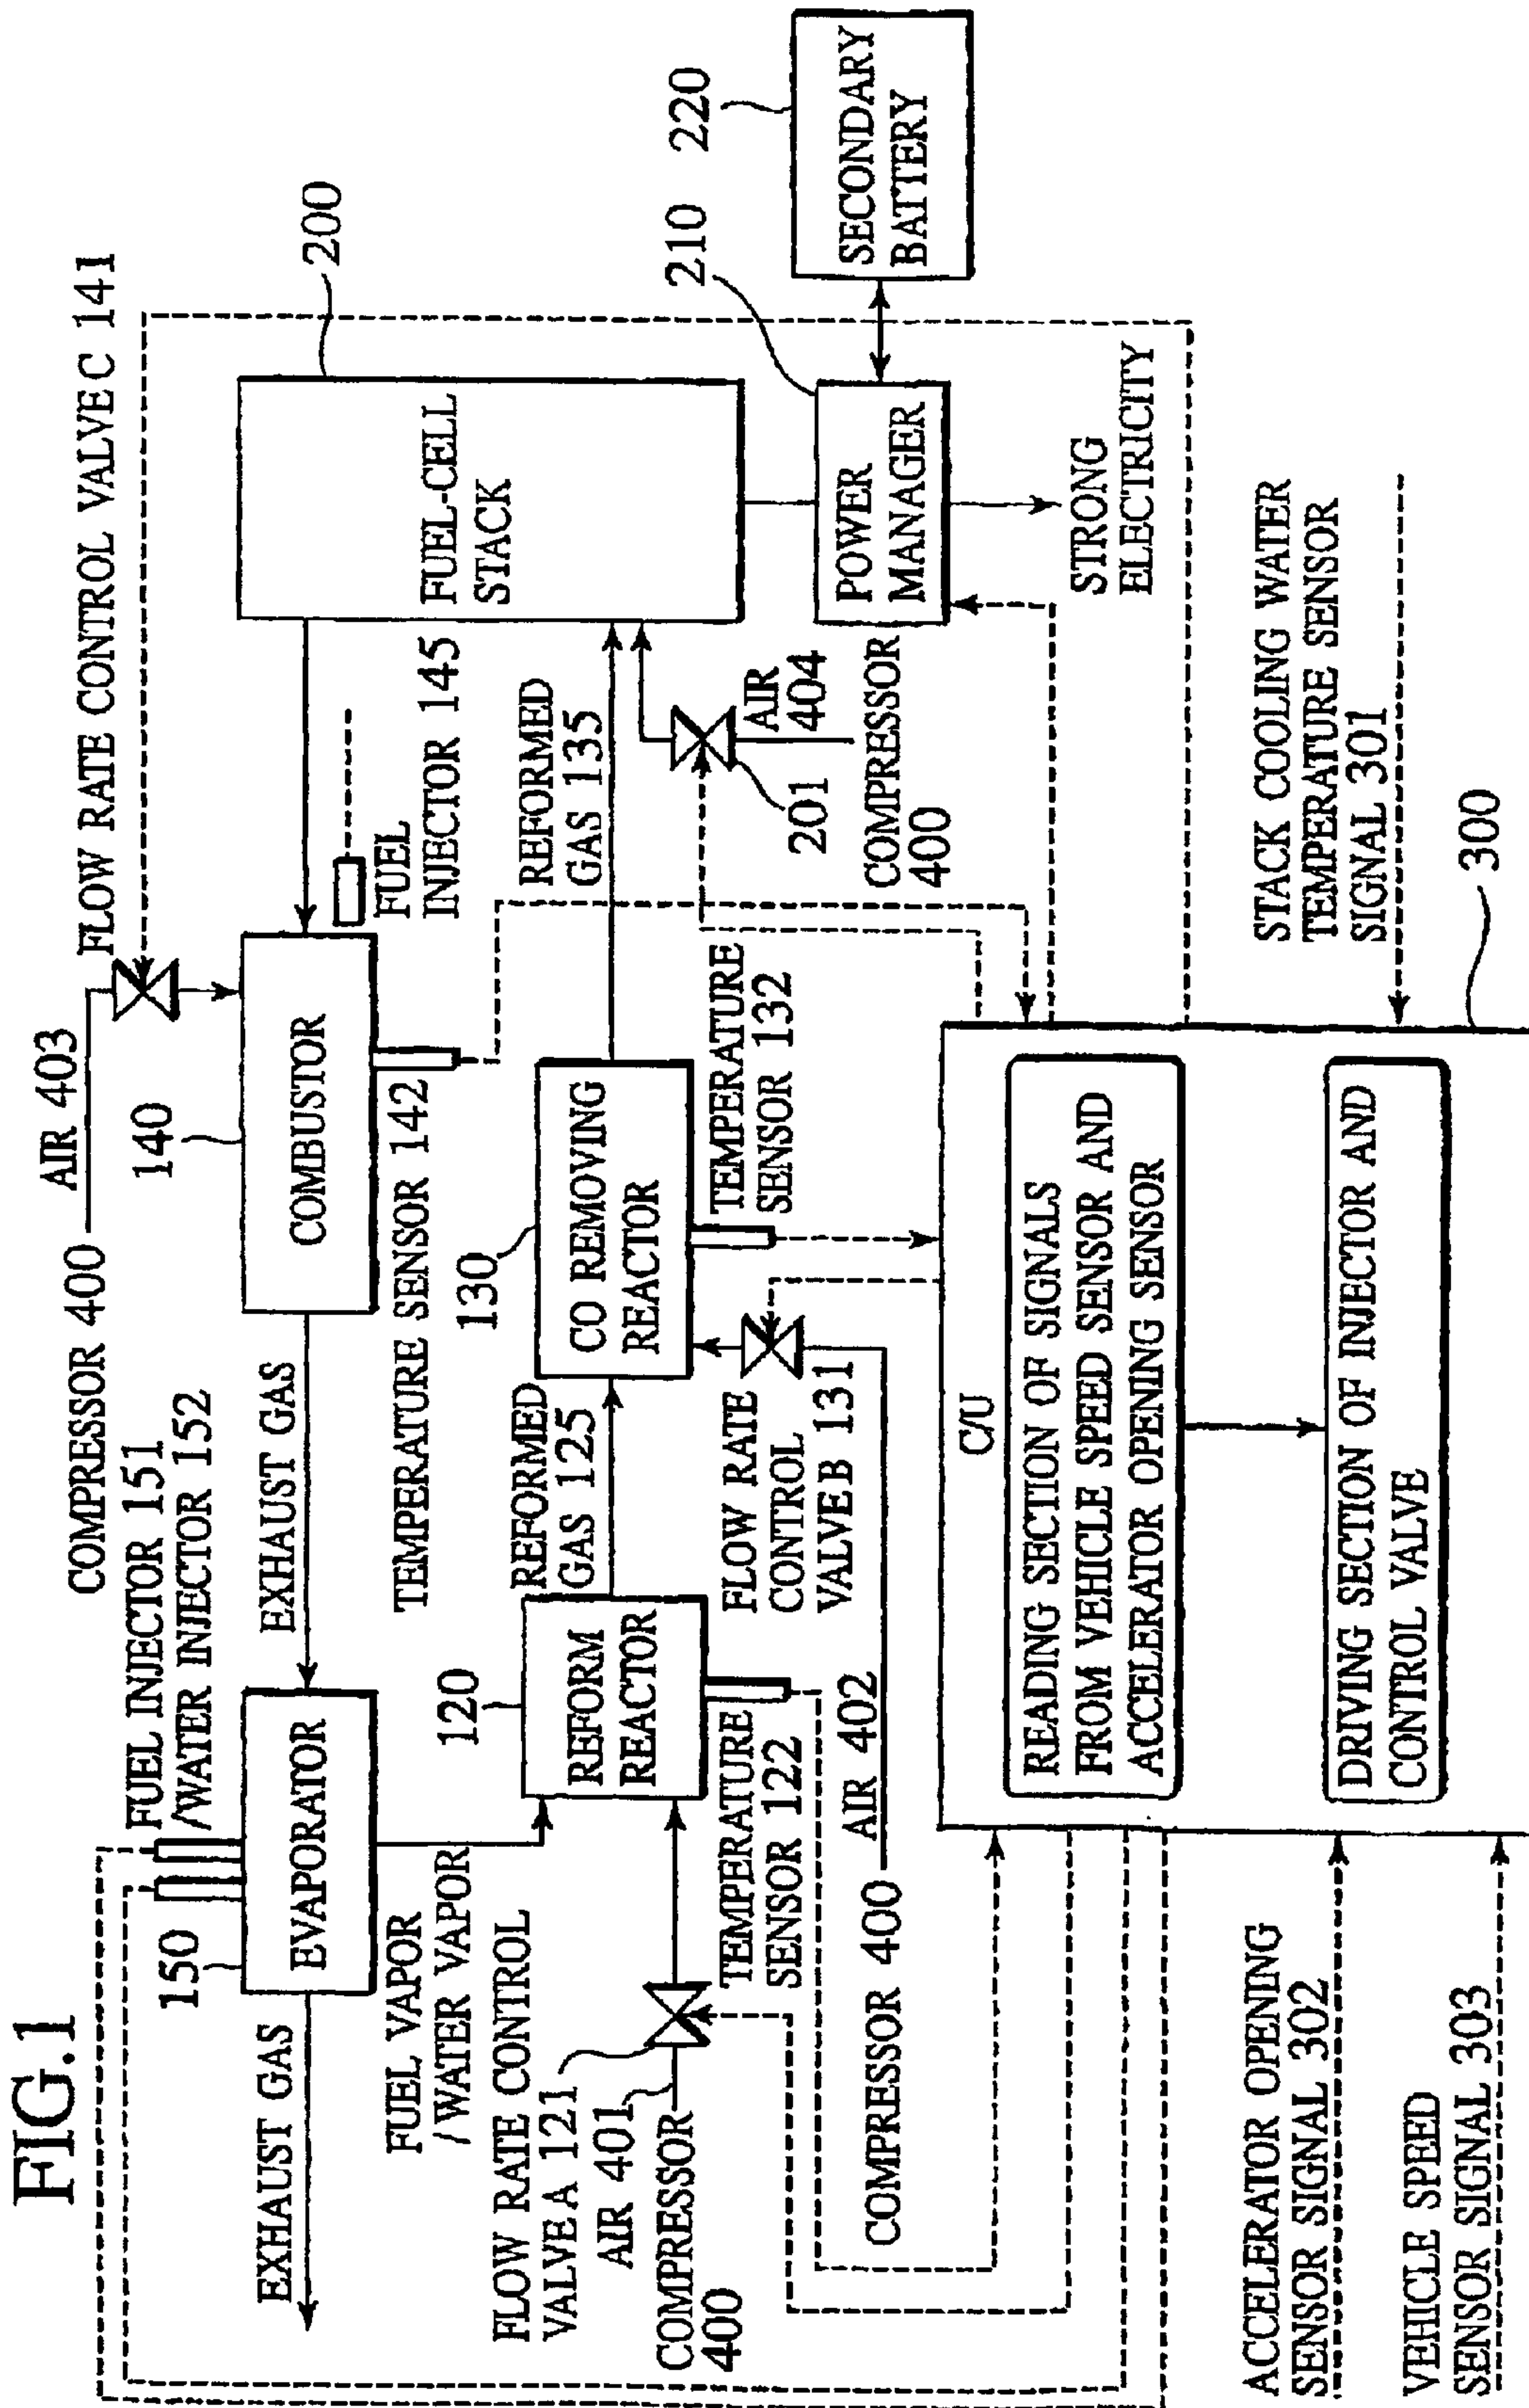 FIG.1
COMPRESSOR 400
AIR 403
FLOW RATE CONTROL VALVE C 141
FUEL INJECTOR 151
/WATER INJECTOR 152
140
150
EXHAUST GAS
EVAPORATOR
EXHAUST GAS
COMBUSTOR
200
FUEL INJECTOR 145
FUEL-CELL
STACK
FUEL VAPOR
/WATER VAPOR
TEMPERATURE SENSOR 142
120
130
REFORMED
GAS 125
REFORMED
GAS 135
REFORM
REACTOR
CO REMOVING
REACTOR
FLOW RATE CONTROL
VALVE A 121
AIR 401
COMPRESSOR
400
TEMPERATURE
SENSOR 122
FLOW RATE
CONTROL
VALVE B 131
TEMPERATURE
SENSOR 132
201
AIR
404
COMPRESSOR
400
210
220
POWER
MANAGER
SECONDARY
BATTERY
STRONG
ELECTRICITY
COMPRESSOR 400
AIR 402
C/U
READING SECTION OF SIGNALS
FROM VEHICLE SPEED SENSOR AND
ACCELERATOR OPENING SENSOR
DRIVING SECTION OF INJECTOR AND
CONTROL VALVE
ACCELERATOR OPENING
SENSOR SIGNAL 302
VEHICLE SPEED
SENSOR SIGNAL 303
STACK COOLING WATER
TEMPERATURE SENSOR
SIGNAL 301
300